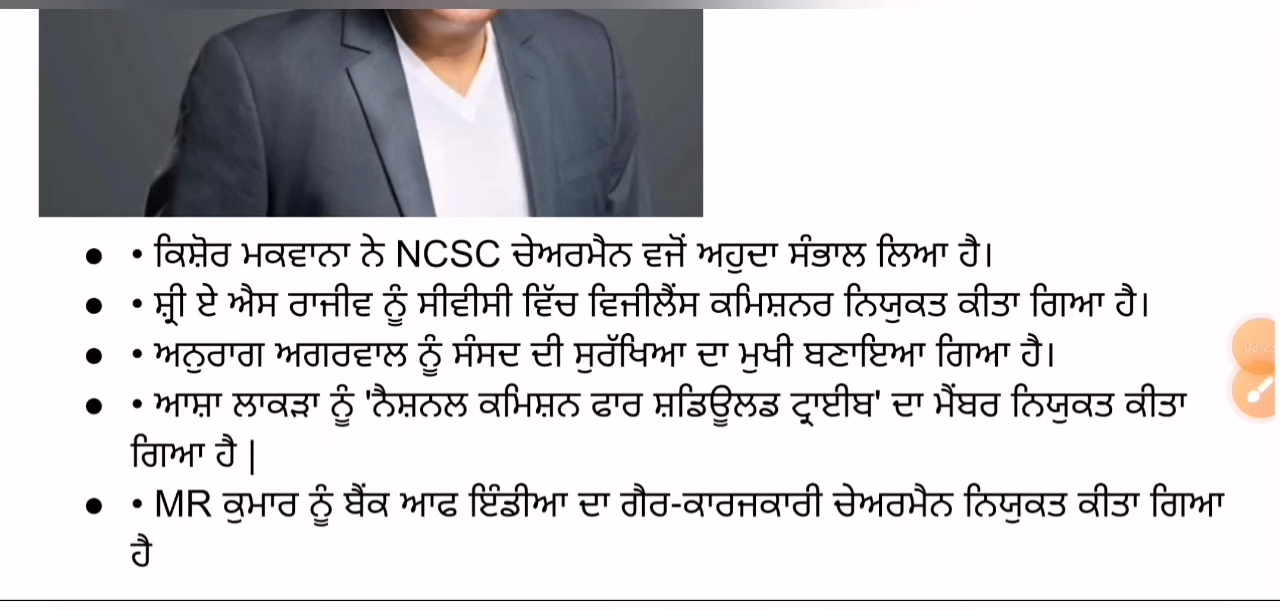 • ਕਿਸ਼ੋਰ ਮਕਵਾਨਾ ਨੇ NCSC ਚੇਅਰਮੈਨ ਵਜੋਂ ਅਹੁਦਾ ਸੰਭਾਲ ਲਿਆ ਹੈ।
• ਸ਼੍ਰੀ ਏ ਐਸ ਰਾਜੀਵ ਨੂੰ ਸੀਵੀਸੀ ਵਿੱਚ ਵਿਜੀਲੈਂਸ ਕਮਿਸ਼ਨਰ ਨਿਯੁਕਤ ਕੀਤਾ ਗਿਆ ਹੈ।
• ਅਨੁਰਾਗ ਅਗਰਵਾਲ ਨੂੰ ਸੰਸਦ ਦੀ ਸੁਰੱਖਿਆ ਦਾ ਮੁਖੀ ਬਣਾਇਆ ਗਿਆ ਹੈ।
• ਆਸ਼ਾ ਲਾਕੜਾ ਨੂੰ 'ਨੈਸ਼ਨਲ ਕਮਿਸ਼ਨ ਫਾਰ ਸ਼ਡਿਊਲਡ ਟ੍ਰਾਈਬ' ਦਾ ਮੈਂਬਰ ਨਿਯੁਕਤ ਕੀਤਾ
ਗਿਆ ਹੈ |
• MR ਕੁਮਾਰ ਨੂੰ ਬੈਂਕ ਆਫ ਇੰਡੀਆ ਦਾ ਗੈਰ-ਕਾਰਜਕਾਰੀ ਚੇਅਰਮੈਨ ਨਿਯੁਕਤ ਕੀਤਾ ਗਿਆ
ਹੈ